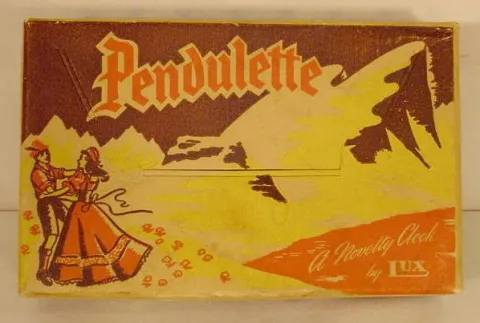 Pendulette
A Novelty Clock
by LUX